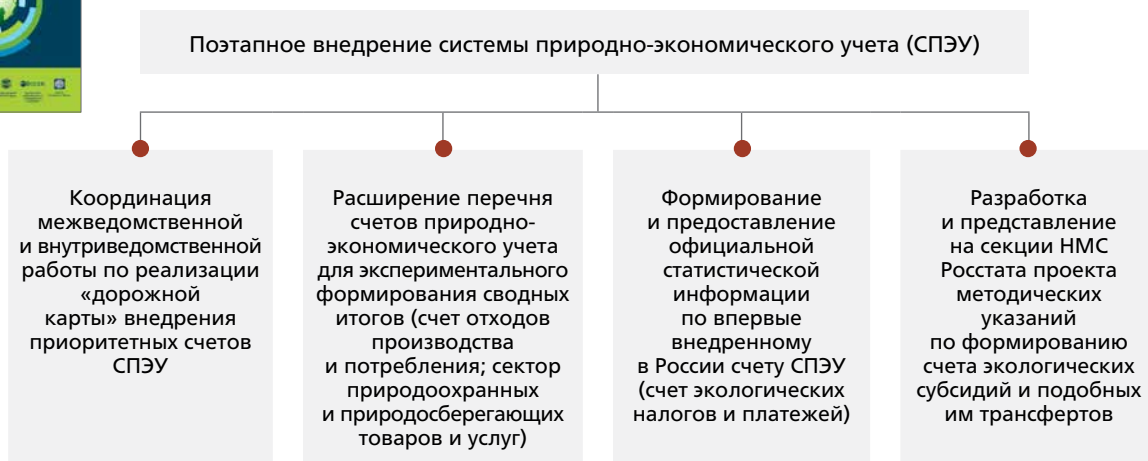 Поэтапное внедрение системы природно-экономического учета (СПЭУ)
Координация
межведомственной
и внутриведомственной
работы по реализации
«дорожной
карты» внедрения
приоритетных счетов
СПЭУ
Расширение перечня
счетов природно-
экономического учета
для экспериментального
формирования сводных
итогов (счет отходов
производства
и потребления; сектор
природоохранных
и природосберегающих
товаров и услуг)
Формирование
и предоставление
официальной
статистической
информации
по впервые
внедренному
в России счету СПЭУ
(счет экологических
налогов и платежей)
Разработка
и представление
на секции НМС
Росстата проекта
методических
указаний
по формированию
счета экологических
субсидий и подобных
им трансфертов